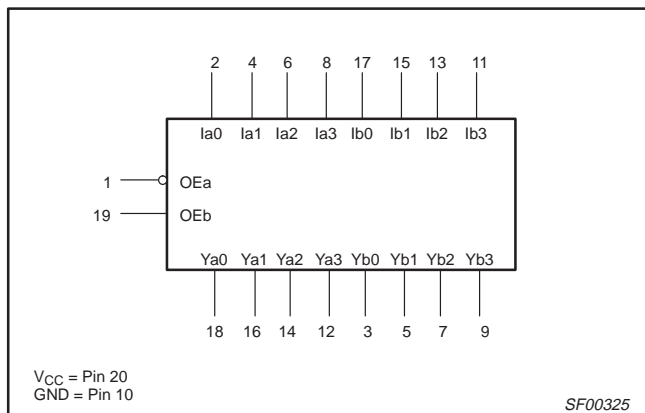 2 4 6 8 17 15 13 11
Ia0 Ia1 Ia2 Ia3 Ib0 Ib1 Ib2 Ib3
1 OEa
19 OEb
Ya0 Ya1 Ya2 Ya3 Yb0 Yb1 Yb2 Yb3
18 16 14 12 3 5 7 9
VCC = Pin 20
GND = Pin 10
SF00325